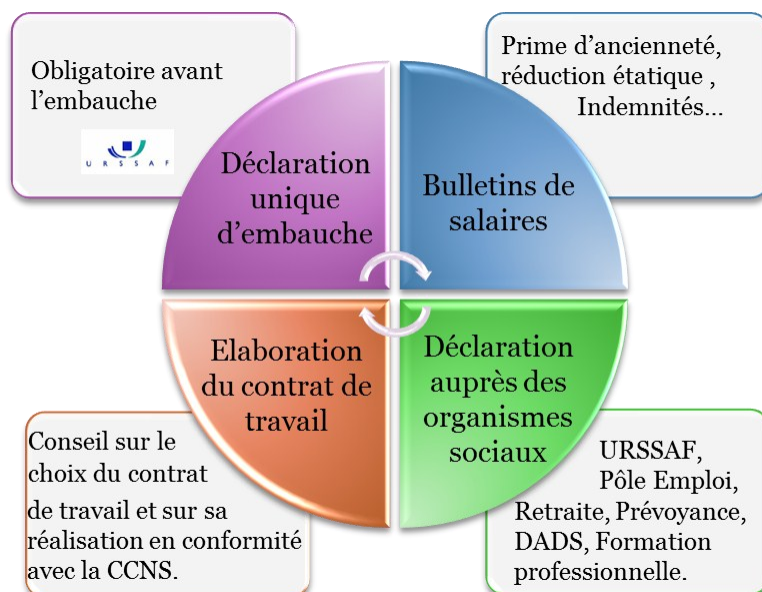 Obligatoire avant
l'embauche
URSSAF
Déclaration
unique
d'embauche
Prime d'ancienneté,
réduction étatique ,
Indemnités...
Bulletins de
salaires
Elaboration
du contrat de
travail
Conseil sur le
choix du contrat
de travail et sur sa
réalisation en conformité
avec la CCNS.
Déclaration
auprès des
organismes
sociaux
URSSAF,
Pôle Emploi,
Retraite, Prévoyance,
DADS, Formation
professionnelle.